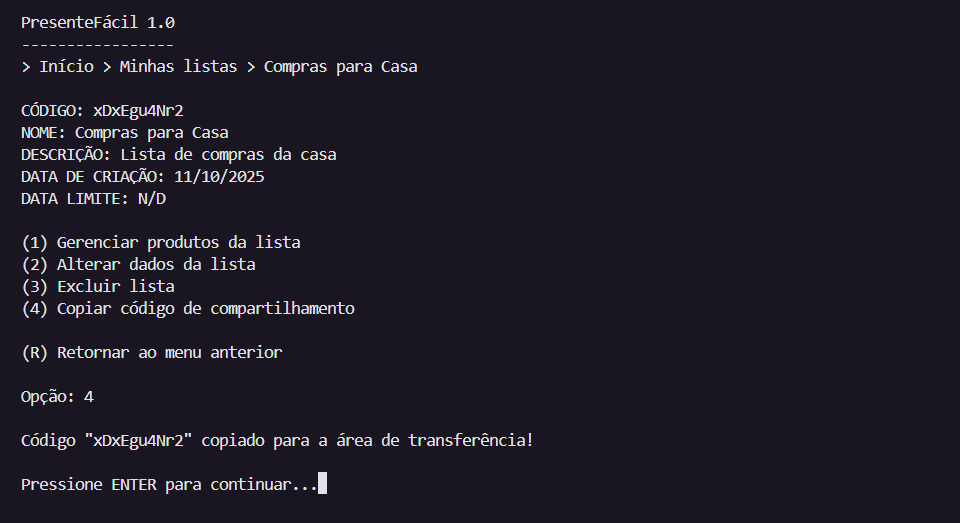 PresenteFácil 1.0
-----------------
> Início > Minhas listas > Compras para Casa
CÓDIGO: xDxEgu4Nr2
NOME: Compras para Casa
DESCRIÇÃO: Lista de compras da casa
DATA DE CRIAÇÃO: 11/10/2025
DATA LIMITE: N/D
(1) Gerenciar produtos da lista
(2) Alterar dados da lista
(3) Excluir lista
(4) Copiar código de compartilhamento
(R) Retornar ao menu anterior
Opção: 4
Código "xDxEgu4Nr2" copiado para a área de transferência!
Pressione ENTER para continuar...